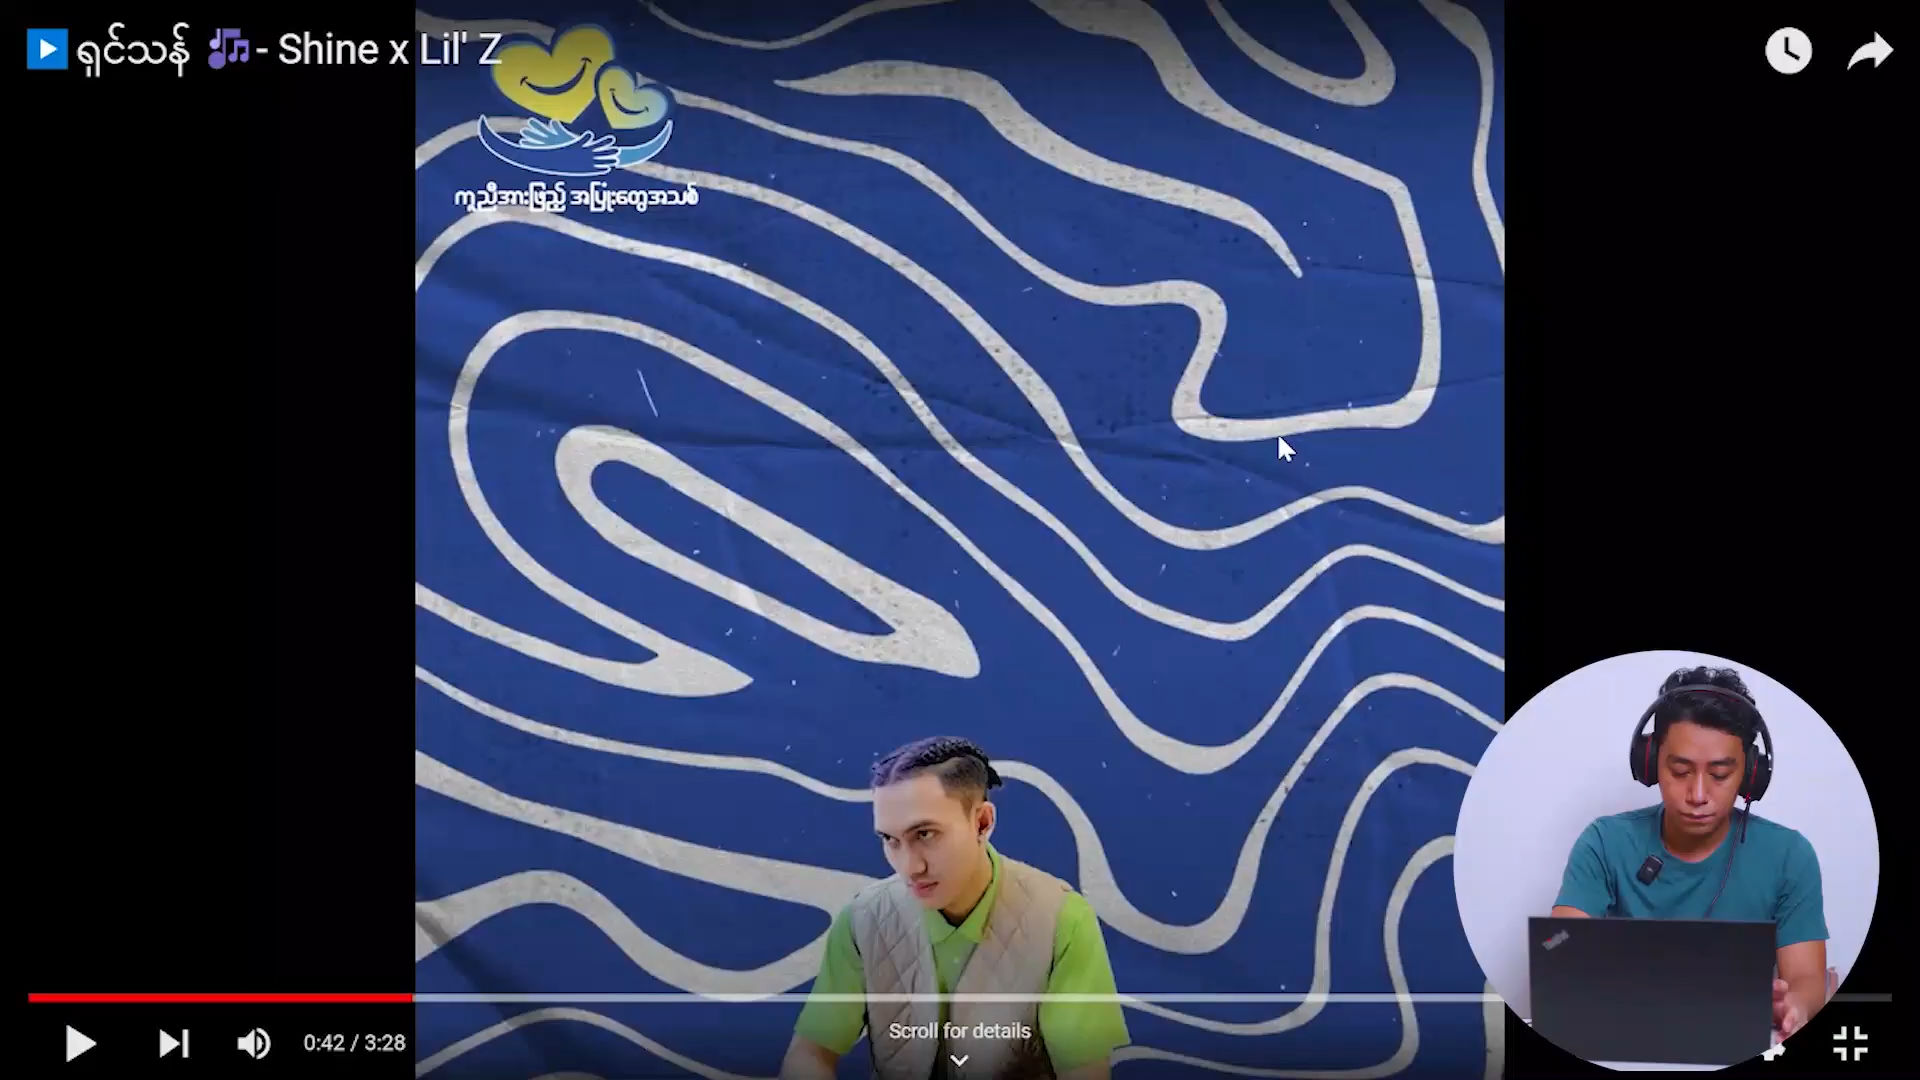 ရှင်သန် - Shine x Lil' Z
ကူညီအားဖြည့် အပြုံးတွေအသစ်
0:42 / 3:28
Scroll for details
ThinkPad